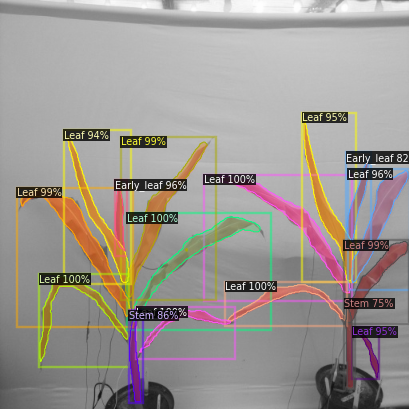 Leaf 95%
Leaf 94%
Leaf 99%
Early_leaf 82
Leaf 96%
Leaf 100%
Early_leaf 96%
Leaf 99%
Leaf 100%
Leaf 99%
Leaf 100%
Leaf 100%
Stem 75%
Stem 86%
100%
Leaf 95%